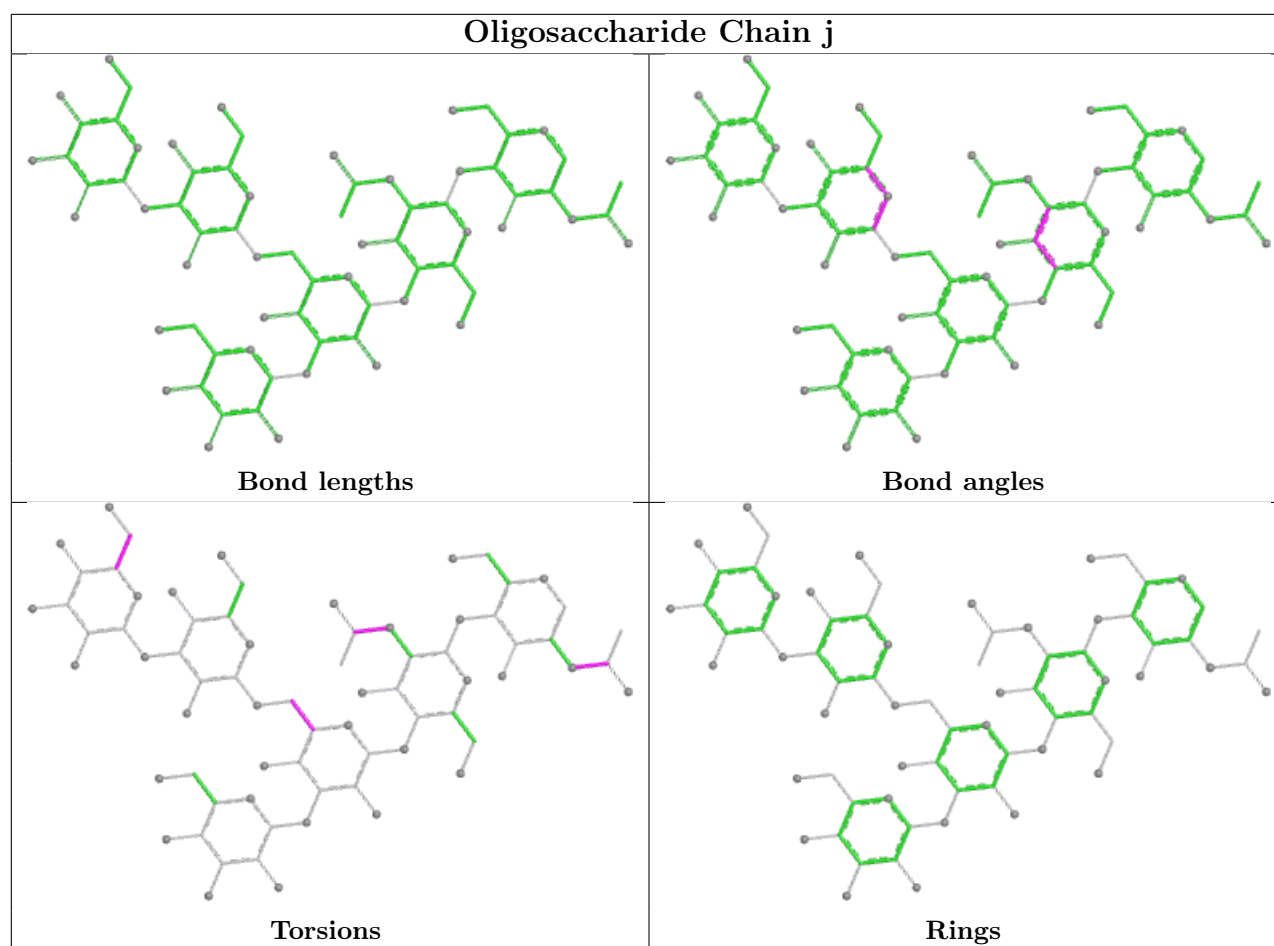 Oligosaccharide Chain j
Bond lengths
Bond angles
Torsions
Rings